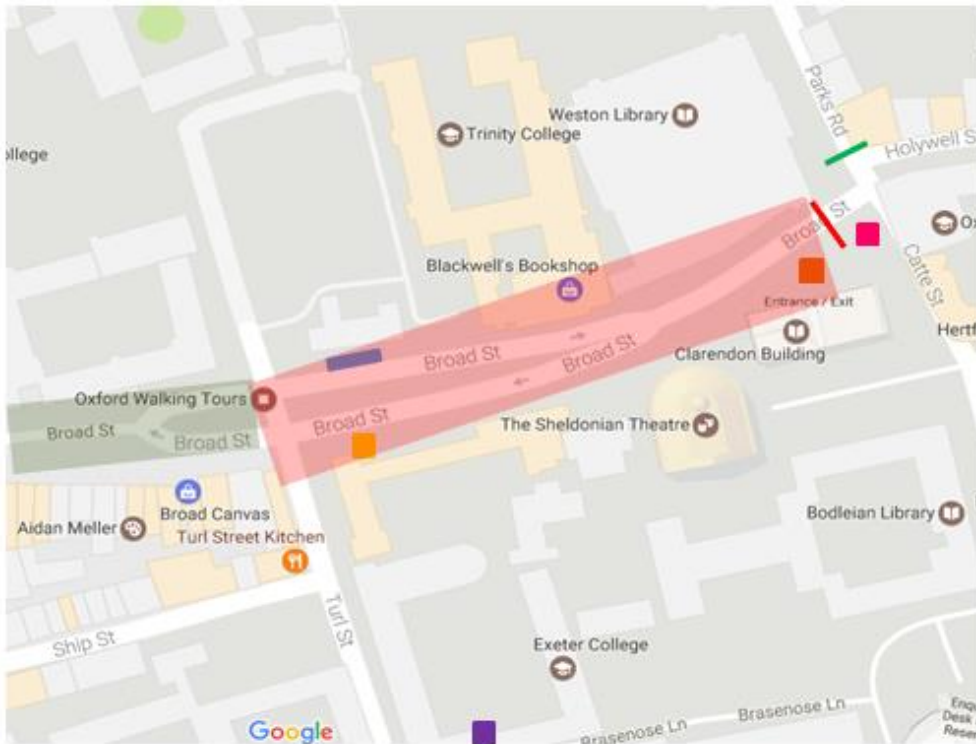 Parks Rd
Weston Library
Trinity College
Holywell S
ollege
Broad St
Catte St
Blackwell's Bookshop
Entrance / Exit
Hertf
Clarendon Building
Broad St
Broad St
Oxford Walking Tours
Broad St
Broad St
Broad St
The Sheldonian Theatre
Broad Canvas
Aidan Meller
Turl Street Kitchen
Bodleian Library
Turl St
Ship St
Exeter College
Brasenose Ln
Brasenose Ln
Google
Desk
Reser